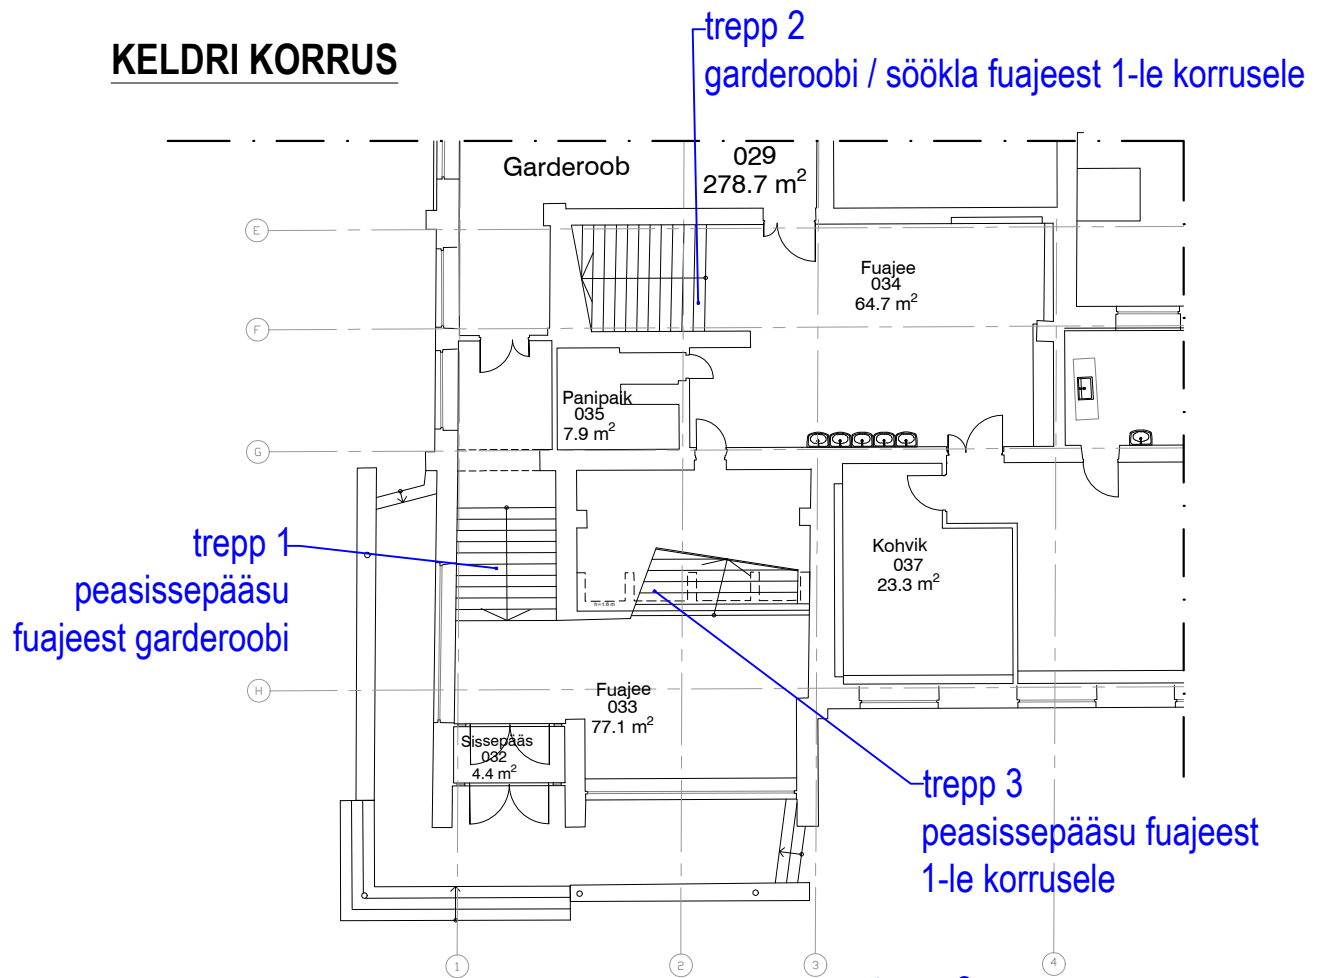 KELDRI KORRUS
trepp 2
garderoobi / söökla fuajeest 1-le korrusele
Garderoob
029
278.7 m²
E
Fuajee
034
64.7 m²
F
Panipaik
035
7.9 m²
G
trepp 1
peasissepääsu
fuajeest garderoobi
Kohvik
037
23.3 m²
h=1.6 m
H
Fuajee
033
77.1 m²
Sissepääs
032
4.4 m²
trepp 3
peasissepääsu fuajeest
1-le korrusele
1
2
3
4